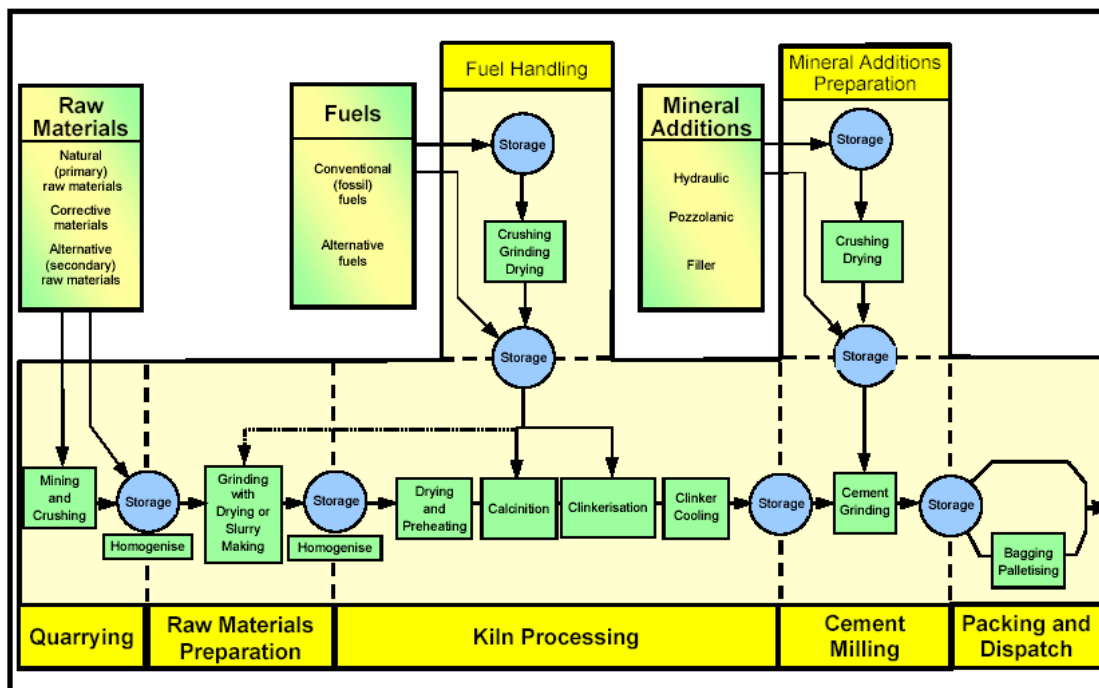 Fuel Handling
Mineral Additions
Preparation
Raw
Materials
Natural
(primary)
raw materials
Corrective
materials
Alternative
(secondary)
raw materials
Fuels
Conventional
(fossil)
fuels
Alternative
fuels
Storage
Crushing
Grinding
Drying
Storage
Mineral
Additions
Hydraulic
Pozzolanic
Filler
Storage
Crushing
Drying
Storage
Mining
and
Crushing
Storage
Homogenise
Grinding
with
Drying or
Slurry
Making
Storage
Homogenise
Drying
and
Preheating
Calcinition
Clinkerisation
Clinker
Cooling
Storage
Cement
Grinding
Storage
Bagging
Palletising
Quarrying
Raw Materials
Preparation
Kiln Processing
Cement
Milling
Packing and
Dispatch